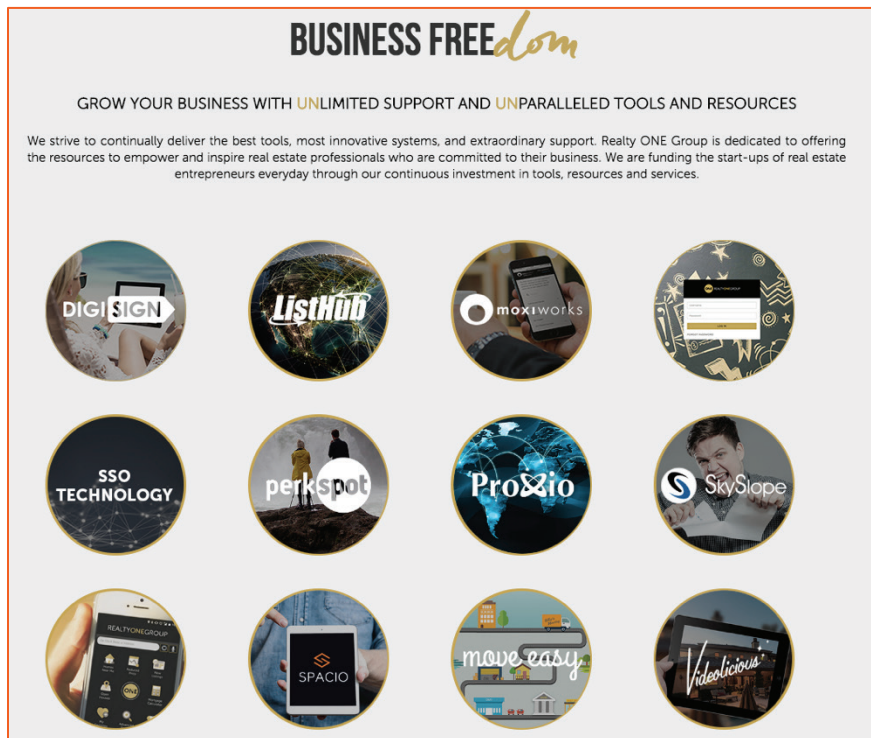 BUSINESS FREEdom
GROW YOUR BUSINESS WITH UNLIMITED SUPPORT AND UNPARALLELED TOOLS AND RESOURCES
We strive to continually deliver the best tools, most innovative systems, and extraordinary support. Realty ONE Group is dedicated to offering
the resources to empower and inspire real estate professionals who are committed to their business. We are funding the start-ups of real estate
entrepreneurs everyday through our continuous investment in tools, resources and services.
DIGISIGN
ListHub
moxiworks
REALTYONEGROUP
LOG IN
SSO
TECHNOLOGY
perkspot
Proxio
SkySlope
REALTYONEGROUP
ONE
SPACIO
move easy
Videolicious